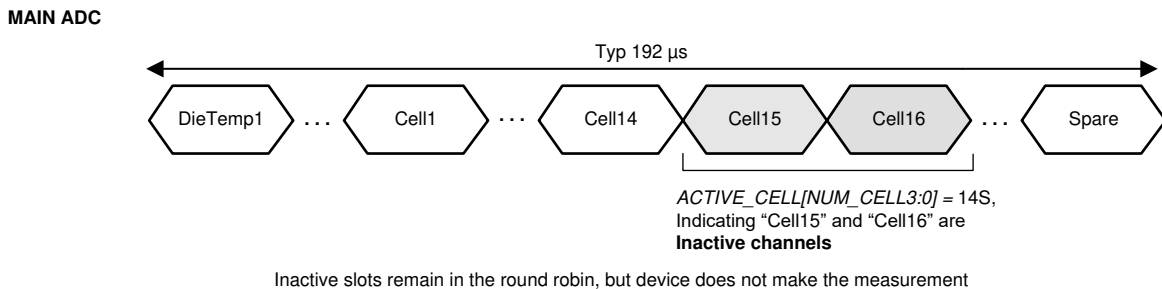 MAIN ADC
Typ 192 µs
DieTemp1 ... Cell1 ... Cell14 Cell15 Cell16 ... Spare
ACTIVE_CELL[NUM_CELL3:0] = 14S,
Indicating “Cell15” and “Cell16” are
Inactive channels
Inactive slots remain in the round robin, but device does not make the measurement